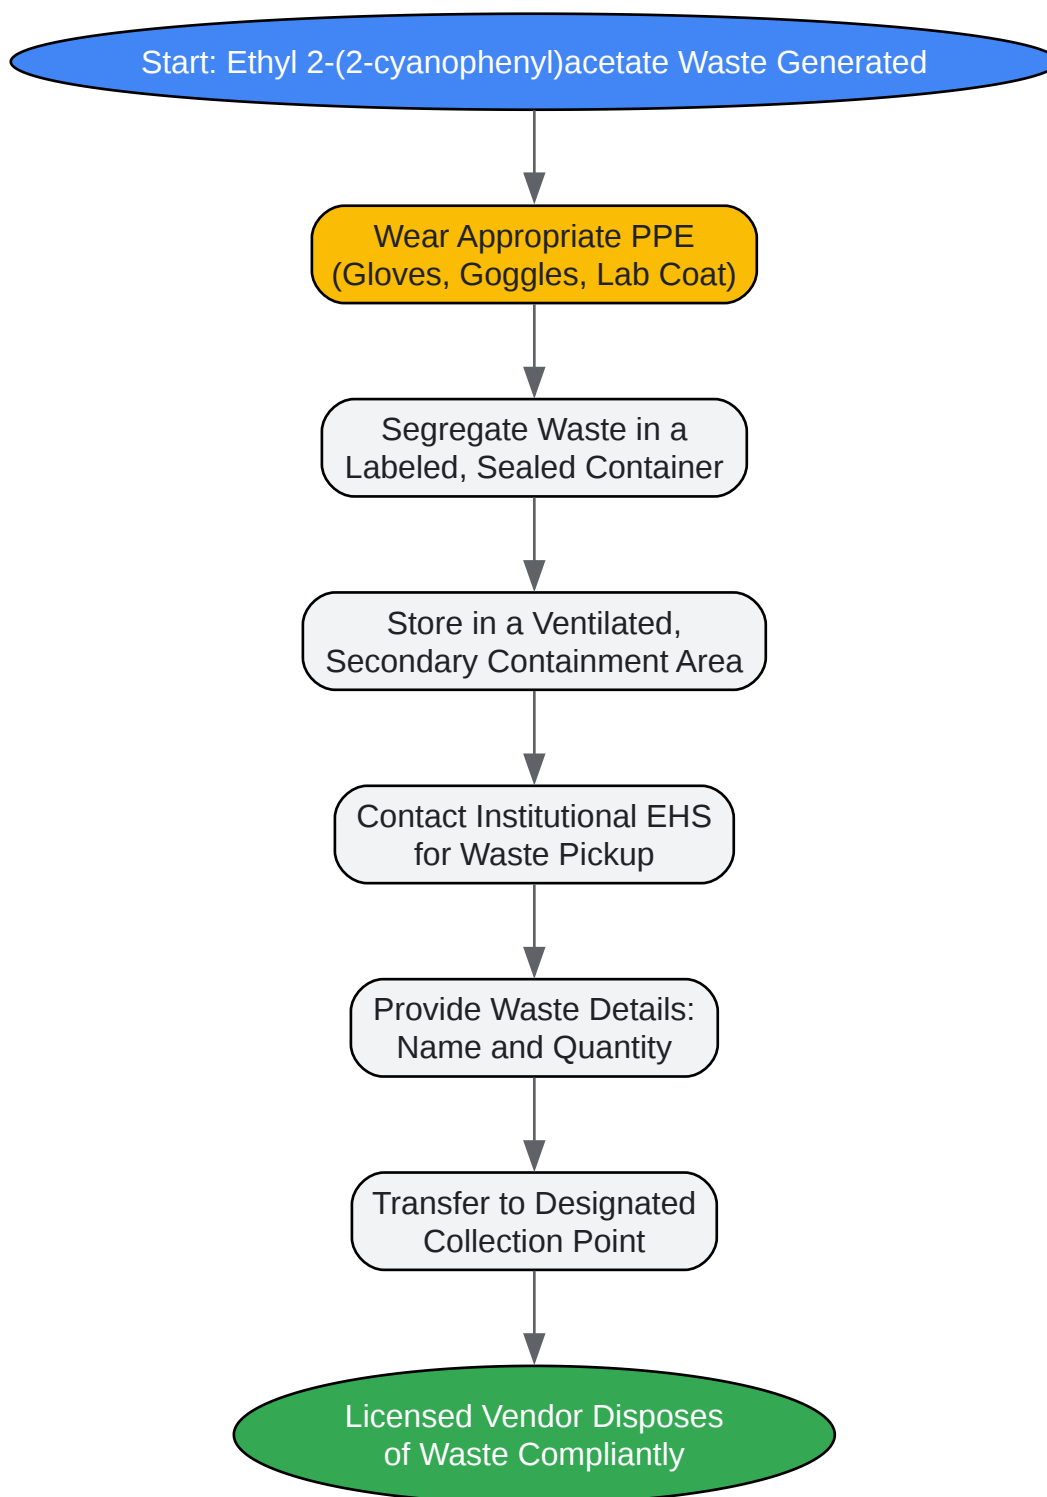 Start: Ethyl 2-(2-cyanophenyl)acetate Waste Generated
Wear Appropriate PPE
(Gloves, Goggles, Lab Coat)
Segregate Waste in a
Labeled, Sealed Container
Store in a Ventilated,
Secondary Containment Area
Contact Institutional EHS
for Waste Pickup
Provide Waste Details:
Name and Quantity
Transfer to Designated
Collection Point
Licensed Vendor Disposes
of Waste Compliantly